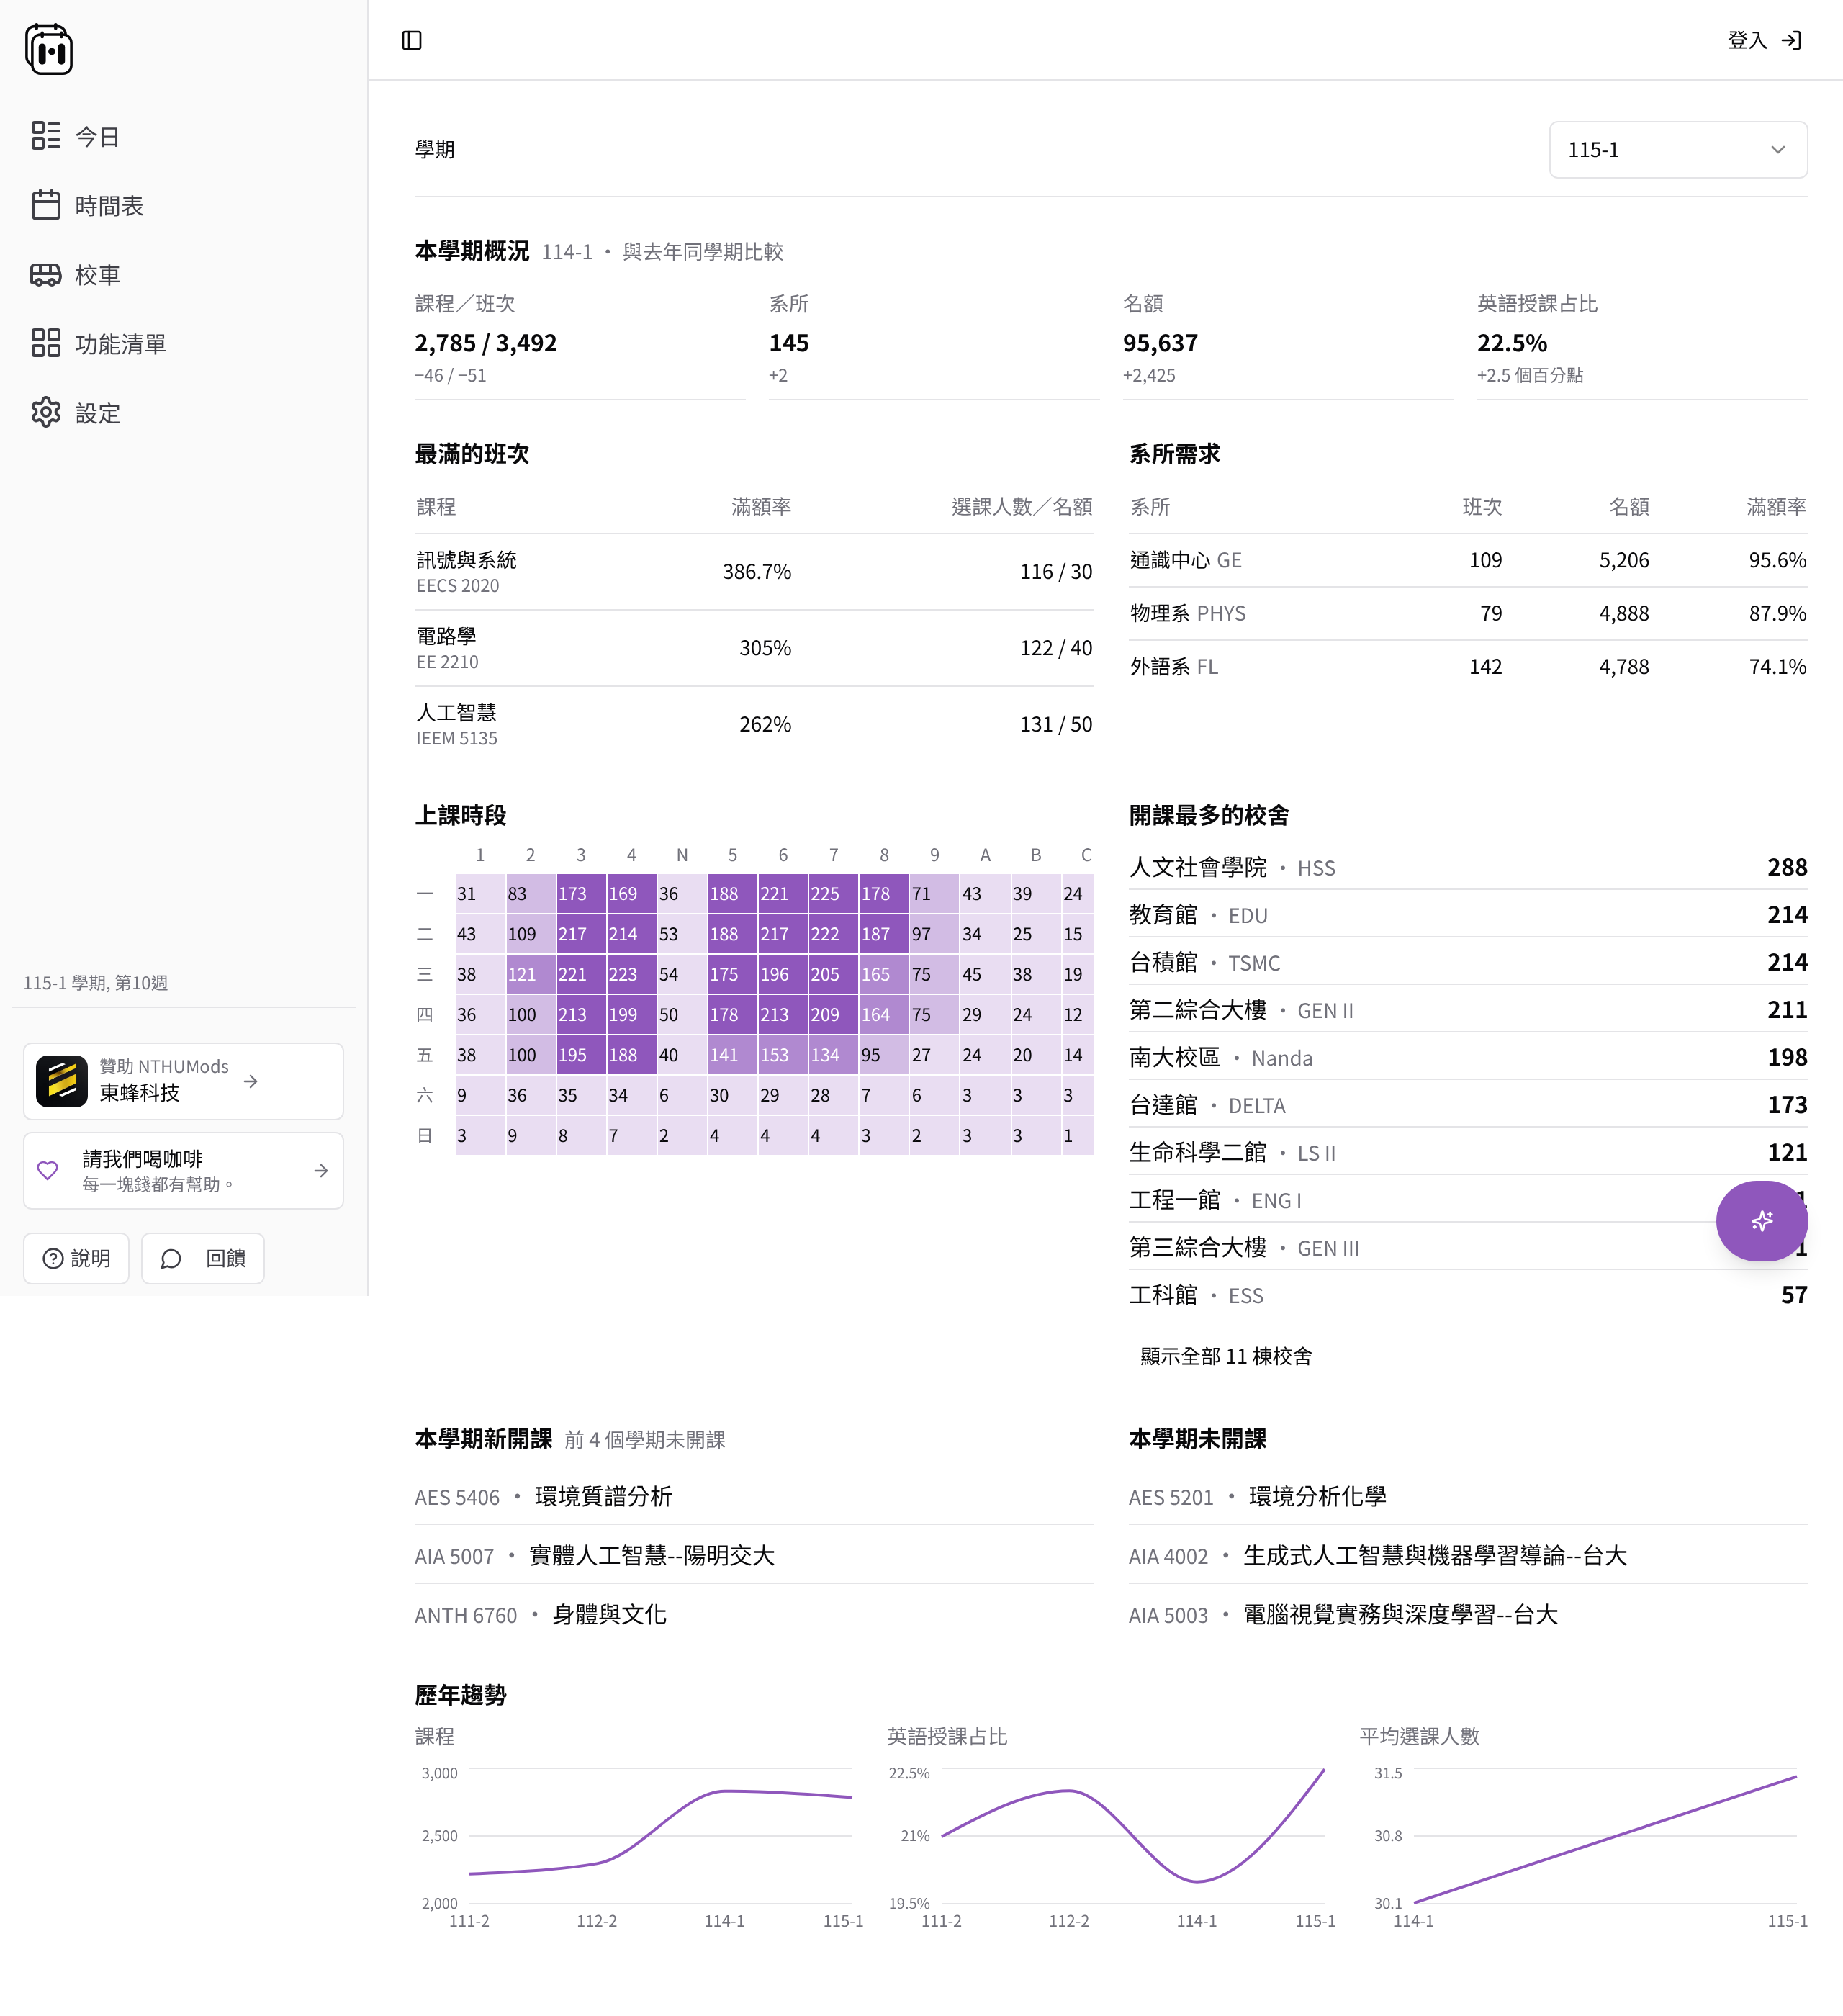 登入
今日
時間表
校車
功能清單
設定
115-1 學期, 第10週
贊助 NTHUMods
東蜂科技
請我們喝咖啡
每一塊錢都有幫助。
說明
回饋
學期
115-1
本學期概況 114-1 • 與去年同學期比較
課程／班次
2,785 / 3,492
−46 / −51
系所
145
+2
名額
95,637
+2,425
英語授課占比
22.5%
+2.5 個百分點
最滿的班次
課程 滿額率 選課人數／名額
訊號與系統
EECS 2020
386.7% 116 / 30
電路學
EE 2210
305% 122 / 40
人工智慧
IEEM 5135
262% 131 / 50
系所需求
系所 班次 名額 滿額率
通識中心 GE 109 5,206 95.6%
物理系 PHYS 79 4,888 87.9%
外語系 FL 142 4,788 74.1%
上課時段
1 2 3 4 N 5 6 7 8 9 A B C
一 31 83 173 169 36 188 221 225 178 71 43 39 24
二 43 109 217 214 53 188 217 222 187 97 34 25 15
三 38 121 221 223 54 175 196 205 165 75 45 38 19
四 36 100 213 199 50 178 213 209 164 75 29 24 12
五 38 100 195 188 40 141 153 134 95 27 24 20 14
六 9 36 35 34 6 30 29 28 7 6 3 3 3
日 3 9 8 7 2 4 4 4 3 2 3 3 1
開課最多的校舍
人文社會學院 • HSS 288
教育館 • EDU 214
台積館 • TSMC 214
第二綜合大樓 • GEN II 211
南大校區 • Nanda 198
台達館 • DELTA 173
生命科學二館 • LS II 121
工程一館 • ENG I
第三綜合大樓 • GEN III
工科館 • ESS 57
顯示全部 11 棟校舍
本學期新開課 前 4 個學期未開課
AES 5406 • 環境質譜分析
AIA 5007 • 實體人工智慧--陽明交大
ANTH 6760 • 身體與文化
本學期未開課
AES 5201 • 環境分析化學
AIA 4002 • 生成式人工智慧與機器學習導論--台大
AIA 5003 • 電腦視覺實務與深度學習--台大
歷年趨勢
課程
3,000
2,500
2,000
111-2 112-2 114-1 115-1
英語授課占比
22.5%
21%
19.5%
111-2 112-2 114-1 115-1
平均選課人數
31.5
30.8
30.1
114-1 115-1